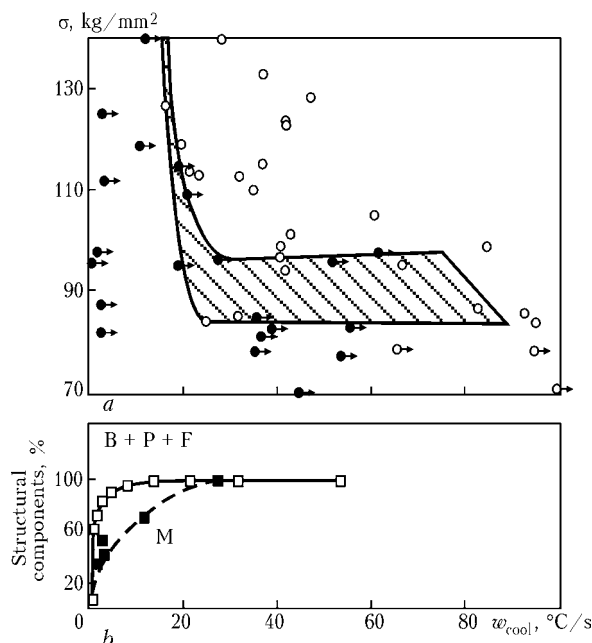 σ, kg/mm²
130
110
90
70
a
B + P + F
M
Structural
components, %
100
60
20
0
20
40
60
80
w_cool, °C/s
b